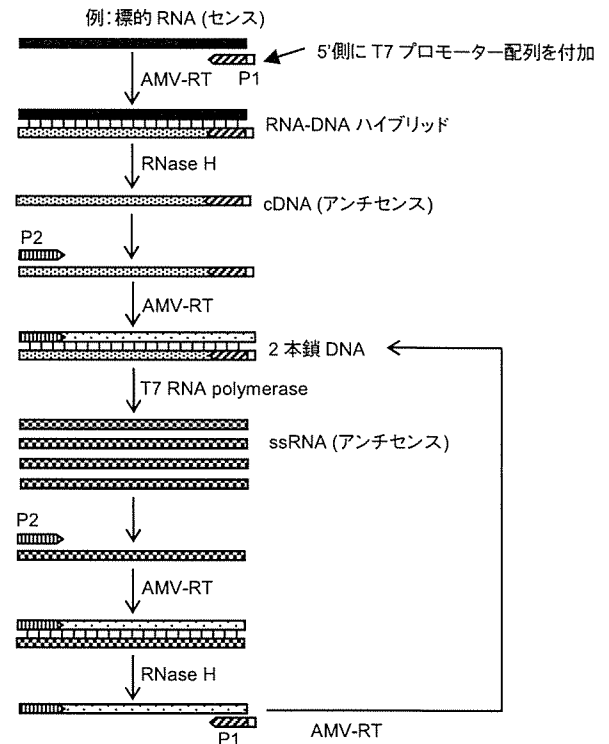 例：標的 RNA (センス)
5'側に T7 プロモーター配列を付加
P1
AMV-RT
RNA-DNA ハイブリッド
RNase H
cDNA (アンチセンス)
P2
AMV-RT
2 本鎖 DNA
T7 RNA polymerase
ssRNA (アンチセンス)
P2
AMV-RT
RNase H
P1
AMV-RT